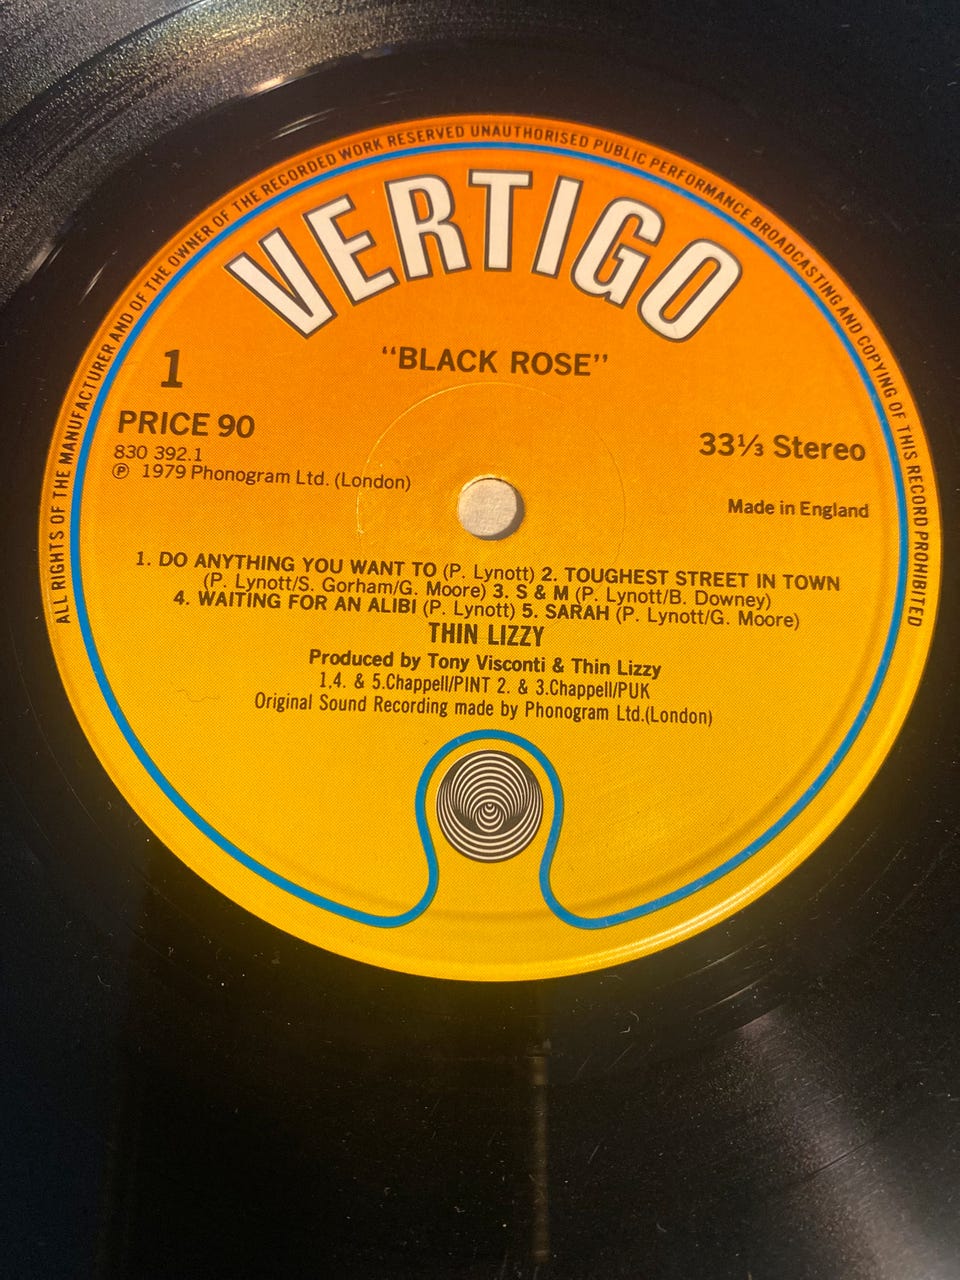 ALL RIGHTS OF THE MANUFACTURER AND OF THE OWNER OF THE RECORDED WORK RESERVED UNAUTHORISED PUBLIC PERFORMANCE BROADCASTING AND COPYING OF THIS RECORD PROHIBITED
VERTIGO
"BLACK ROSE"
1
PRICE 90
830 392.1
℗ 1979 Phonogram Ltd. (London)
33⅓ Stereo
Made in England
1. DO ANYTHING YOU WANT TO (P. Lynott) 2. TOUGHEST STREET IN TOWN
(P. Lynott/S. Gorham/G. Moore) 3. S & M (P. Lynott/B. Downey)
4. WAITING FOR AN ALIBI (P. Lynott) 5. SARAH (P. Lynott/G. Moore)
THIN LIZZY
Produced by Tony Visconti & Thin Lizzy
1,4. & 5.Chappell/PINT 2. & 3.Chappell/PUK
Original Sound Recording made by Phonogram Ltd.(London)